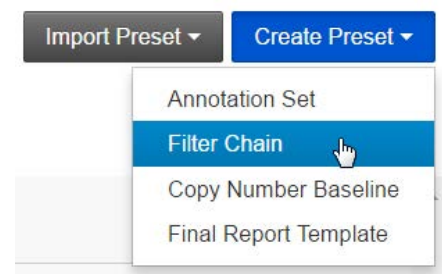 Import Preset Create Preset
Annotation Set
Filter Chain
Copy Number Baseline
Final Report Template